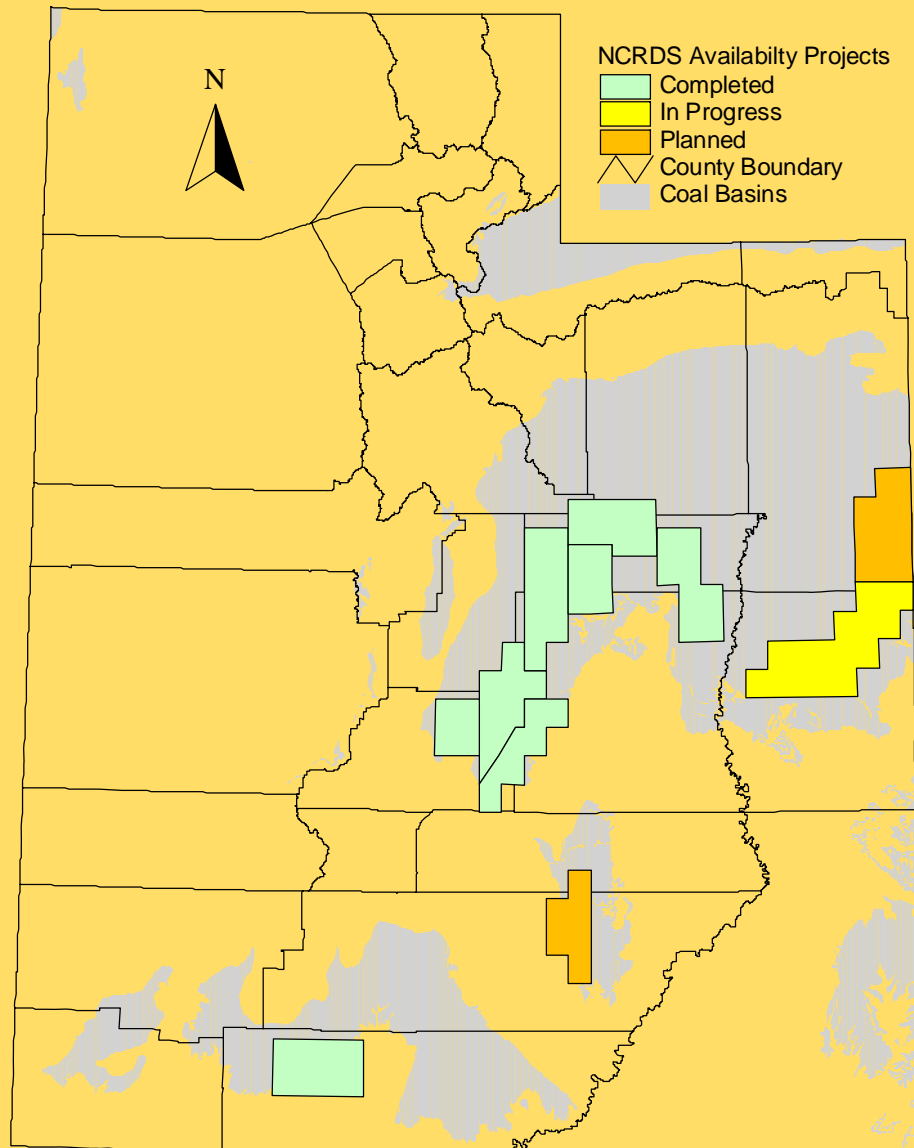 NCRDS Availabilty Projects
Completed
In Progress
Planned
County Boundary
Coal Basins
N